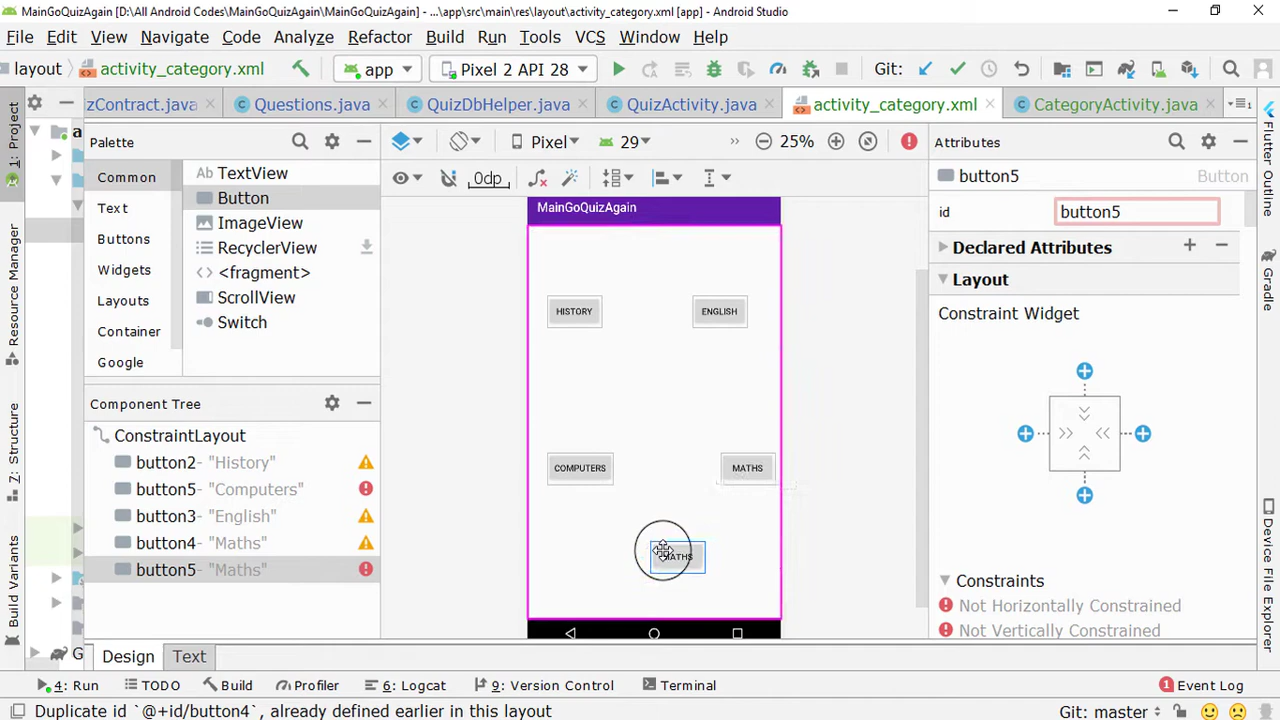 MainGoQuizAgain [D:\All Android Codes\MainGoQuizAgain\MainGoQuizAgain] - ...\app\src\main\res\layout\activity_category.xml [app] - Android Studio
File Edit View Navigate Code Analyze Refactor Build Run Tools VCS Window Help
layout activity_category.xml app Pixel 2 API 28 Git:
zContract.java Questions.java QuizDbHelper.java QuizActivity.java activity_category.xml CategoryActivity.java
Palette Pixel 29 25% Attributes
Common TextView 0dp button5 Button
Text Button id button5
Buttons ImageView Declared Attributes
Widgets RecyclerView Layout
Layouts <fragment> Constraint Widget
Container ScrollView
Google Switch
MainGoQuizAgain
HISTORY ENGLISH
COMPUTERS MATHS
MATHS
Component Tree
ConstraintLayout
button2- "History"
button5- "Computers"
button3- "English"
button4- "Maths"
button5- "Maths"
Constraints
Not Horizontally Constrained
Not Vertically Constrained
1: Project
Resource Manager
Z: Structure
Build Variants
Flutter Outline
Gradle
Device File Explorer
a
G
Design Text
4: Run TODO Build Profiler 6: Logcat 9: Version Control Terminal 1 Event Log
Duplicate id `@+id/button4`, already defined earlier in this layout Git: master